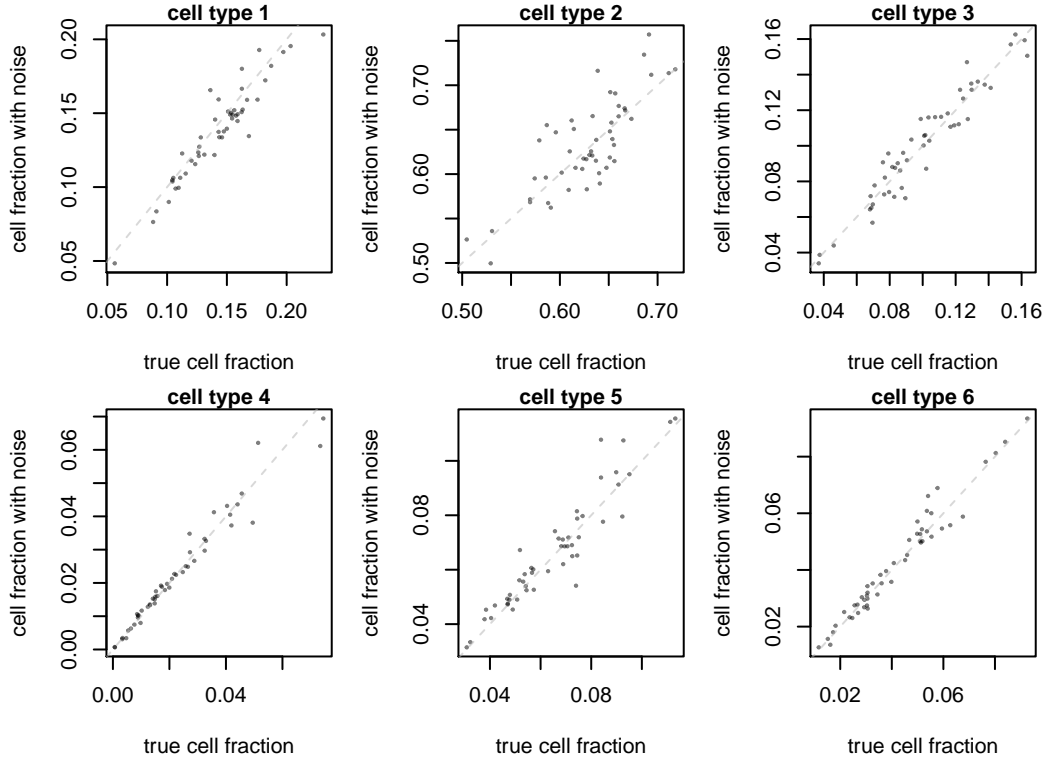 cell type 1
cell type 2
cell type 3
cell fraction with noise
0.05 0.10 0.15 0.20
0.05 0.10 0.15 0.20
true cell fraction
cell fraction with noise
0.50 0.60 0.70
0.50 0.60 0.70
true cell fraction
cell fraction with noise
0.04 0.08 0.12 0.16
0.04 0.08 0.12 0.16
true cell fraction
cell type 4
cell type 5
cell type 6
cell fraction with noise
0.00 0.02 0.04 0.06
0.00 0.04
true cell fraction
cell fraction with noise
0.04 0.08
0.04 0.08
true cell fraction
cell fraction with noise
0.02 0.06
0.02 0.06
true cell fraction